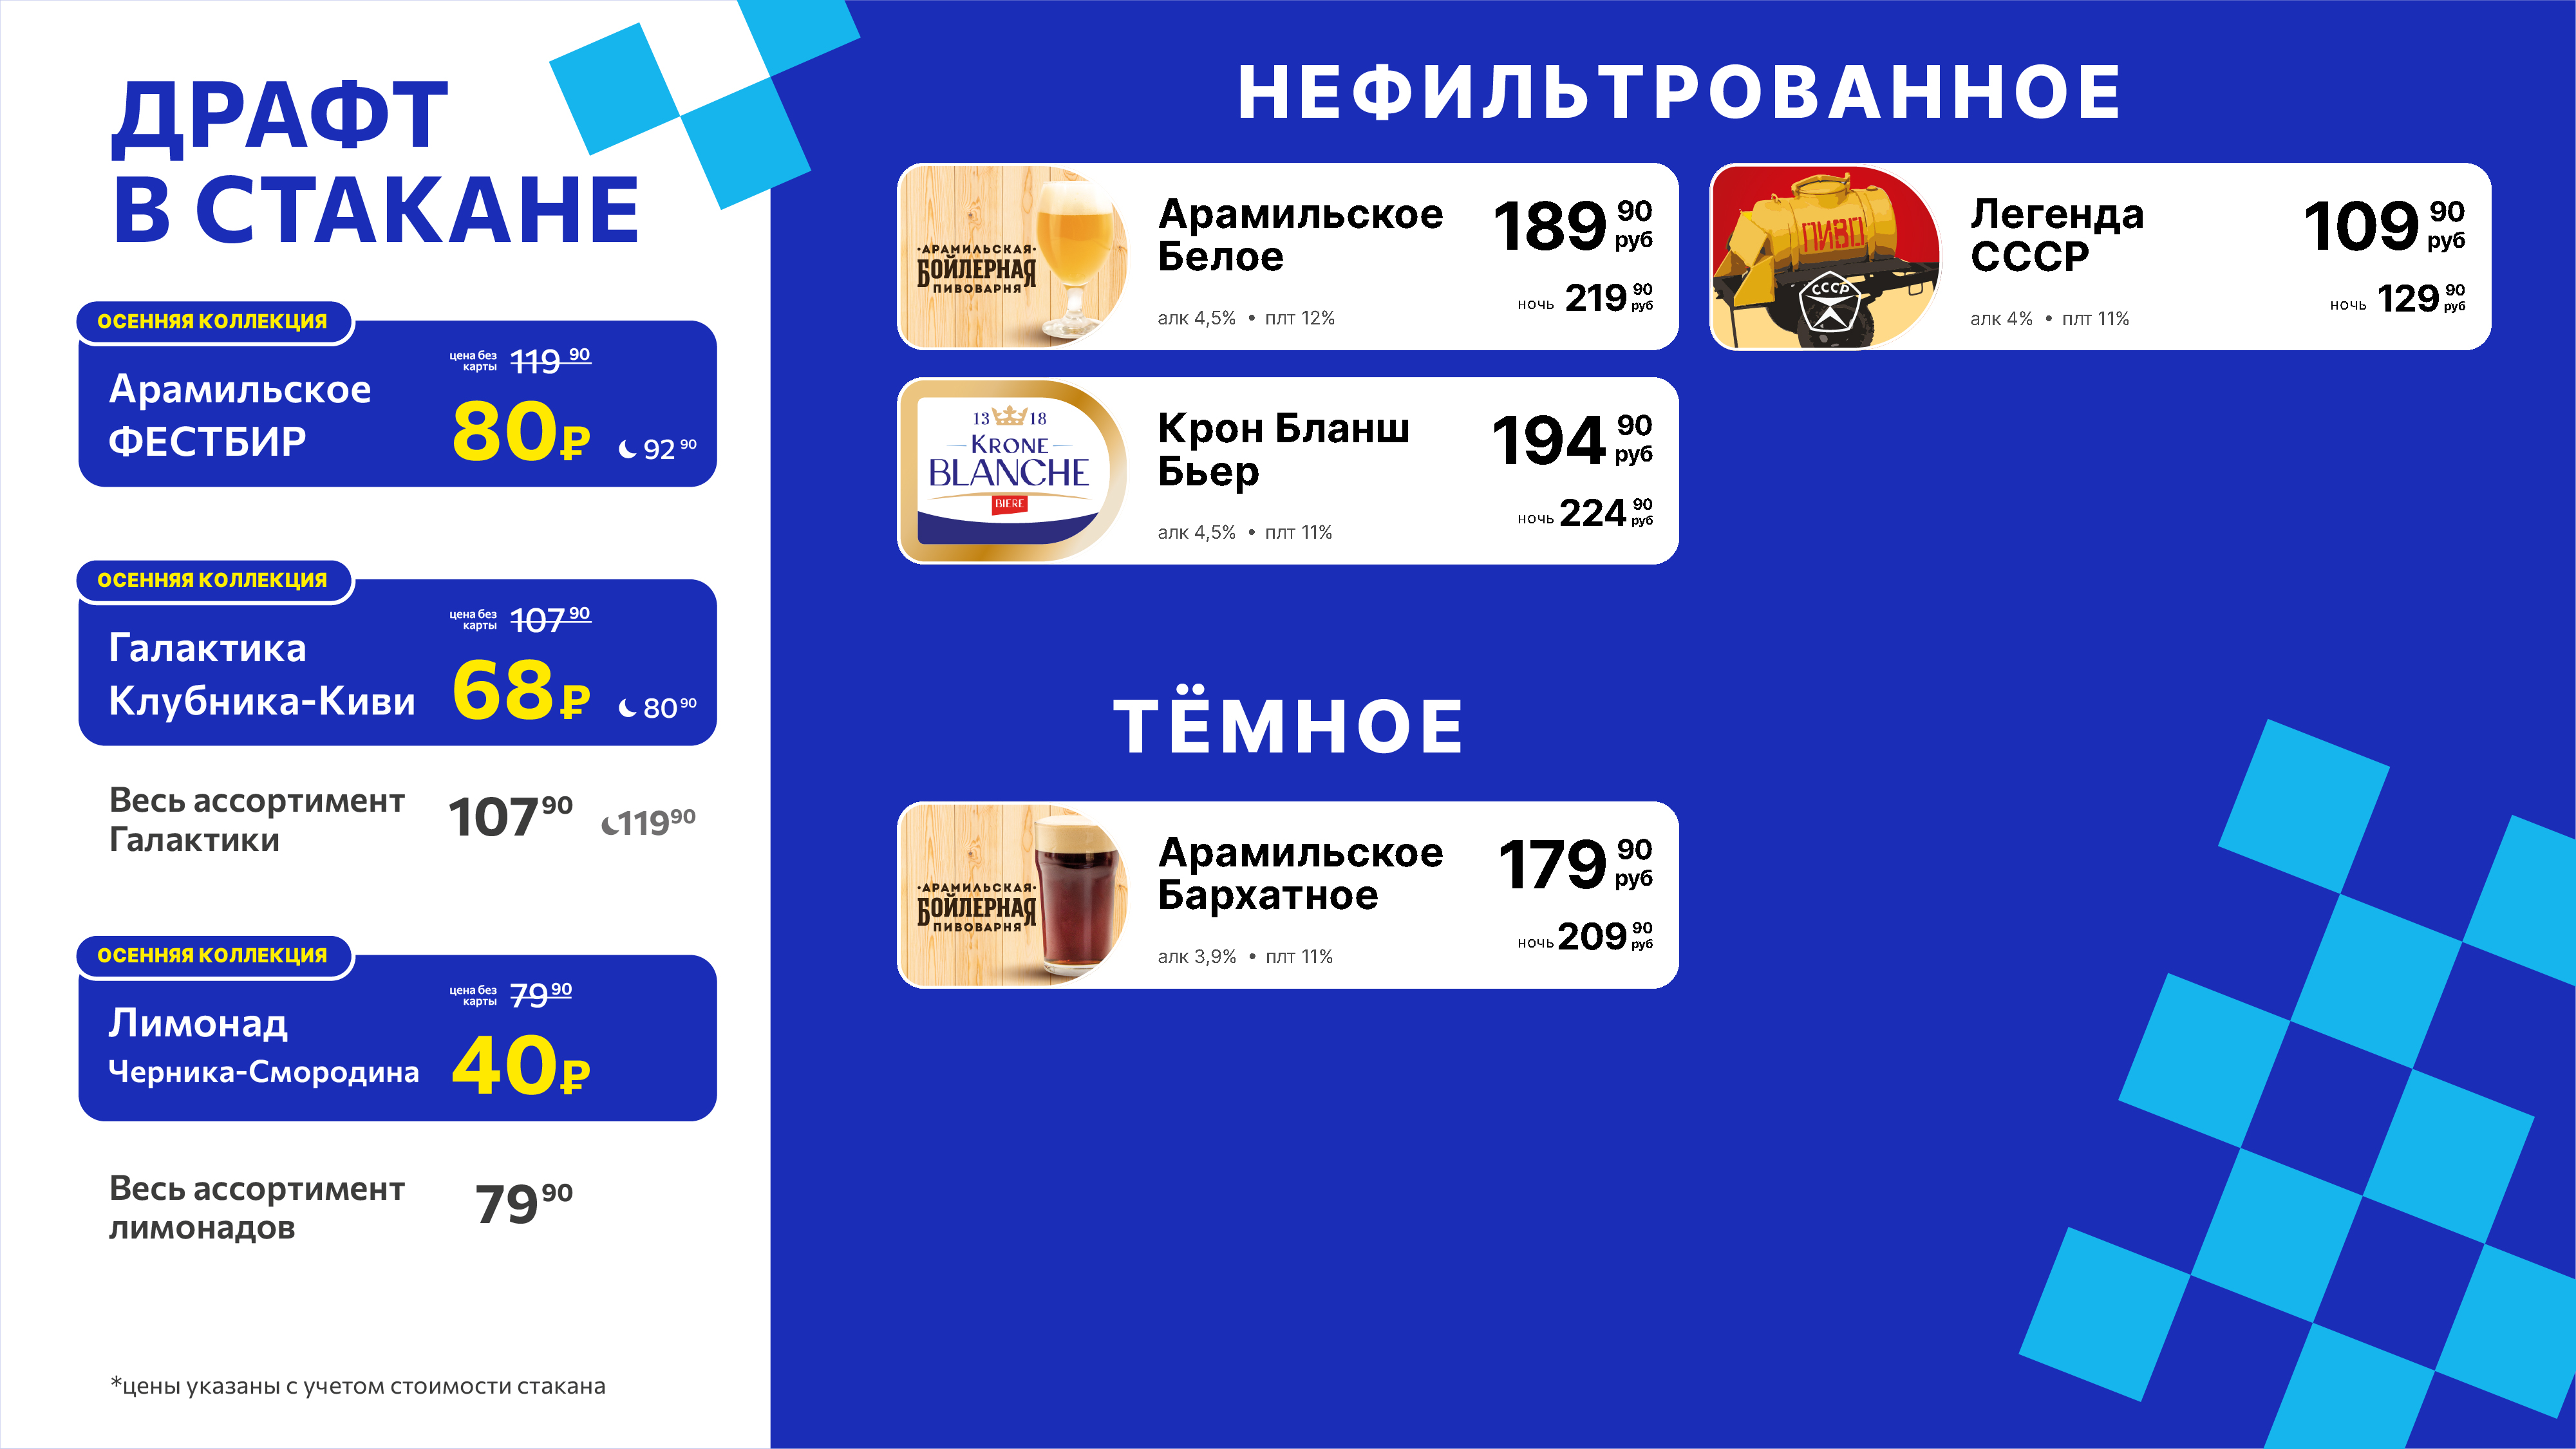 ДРАФТ
В СТАКАНЕ
ОСЕННЯЯ КОЛЛЕКЦИЯ
цена без
карты
119 90
Арамильское
ФЕСТБИР
80₽
92 90
ОСЕННЯЯ КОЛЛЕКЦИЯ
цена без
карты
107 90
Галактика
Клубника-Киви
68₽
80 90
Весь ассортимент
Галактики
107 90
119 90
ОСЕННЯЯ КОЛЛЕКЦИЯ
цена без
карты
79 90
Лимонад
Черника-Смородина
40₽
Весь ассортимент
лимонадов
79 90
*цены указаны с учетом стоимости стакана
НЕФИЛЬТРОВАННОЕ
·АРАМИЛЬСКАЯ·
БОЙЛЕРНАЯ
ПИВОВАРНЯ
Арамильское
Белое
алк 4,5% • плт 12%
189 90 руб
ночь 219 90 руб
ПИВО
СССР
Легенда
СССР
алк 4% • плт 11%
109 90 руб
ночь 129 90 руб
13 18
KRONE
BLANCHE
BIERE
Крон Бланш
Бьер
алк 4,5% • плт 11%
194 90 руб
ночь 224 90 руб
ТЁМНОЕ
·АРАМИЛЬСКАЯ·
БОЙЛЕРНАЯ
ПИВОВАРНЯ
Арамильское
Бархатное
алк 3,9% • плт 11%
179 90 руб
ночь 209 90 руб